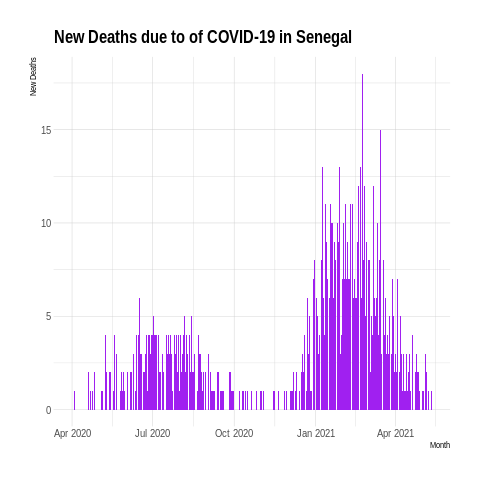 New Deaths due to of COVID-19 in Senegal
New Deaths
15
10
5
0
Apr 2020 Jul 2020 Oct 2020 Jan 2021 Apr 2021
Month